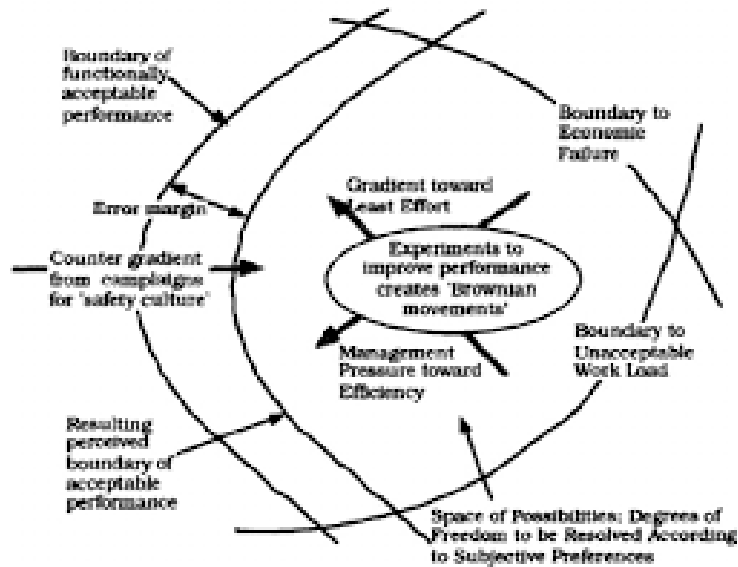 Boundary of
functionally
acceptable
performance
Boundary to
Economic
Failure
Gradient toward
Least Effort
Error margin
Experiments to
improve performance
creates 'Brownian
movements'
Counter gradient
from campaigns
for 'safety culture'
Boundary to
Unacceptable
Work Load
Management
Pressure toward
Efficiency
Resulting
perceived
boundary of
acceptable
performance
Space of Possibilities: Degrees of
Freedom to be Resolved According
to Subjective Preferences